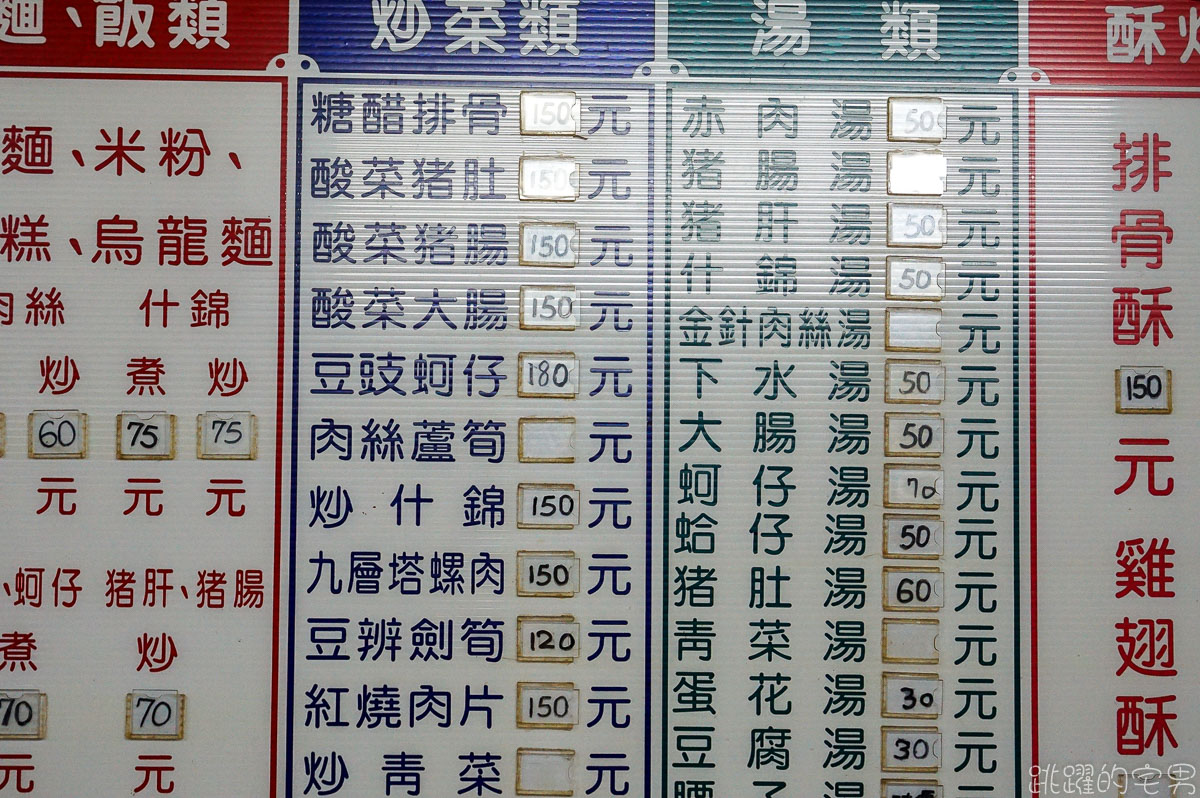 麵、飯類
麵、米粉、
糕、烏龍麵
肉絲 什錦
炒 煮 炒
60 75 75
元 元 元
、蚵仔 猪肝、猪腸
煮 炒
70 70
元 元
炒菜類
糖醋排骨 150 元
酸菜猪肚 150 元
酸菜猪腸 150 元
酸菜大腸 150 元
豆豉蚵仔 180 元
肉絲蘆筍 元
炒什錦 150 元
九層塔螺肉 150 元
豆辨劍筍 120 元
紅燒肉片 150 元
炒青菜 元
湯類
赤肉湯 50 元
猪腸湯 元
猪肝湯 50 元
什錦湯 50 元
金針肉絲湯 元
下水湯 50 元
大腸湯 50 元
蚵仔湯 70 元
蛤仔湯 50 元
猪肚湯 60 元
青菜湯 元
蛋花湯 30 元
豆腐湯 30 元
酥
排骨酥
150
元
雞翅酥
跳躍的宅男